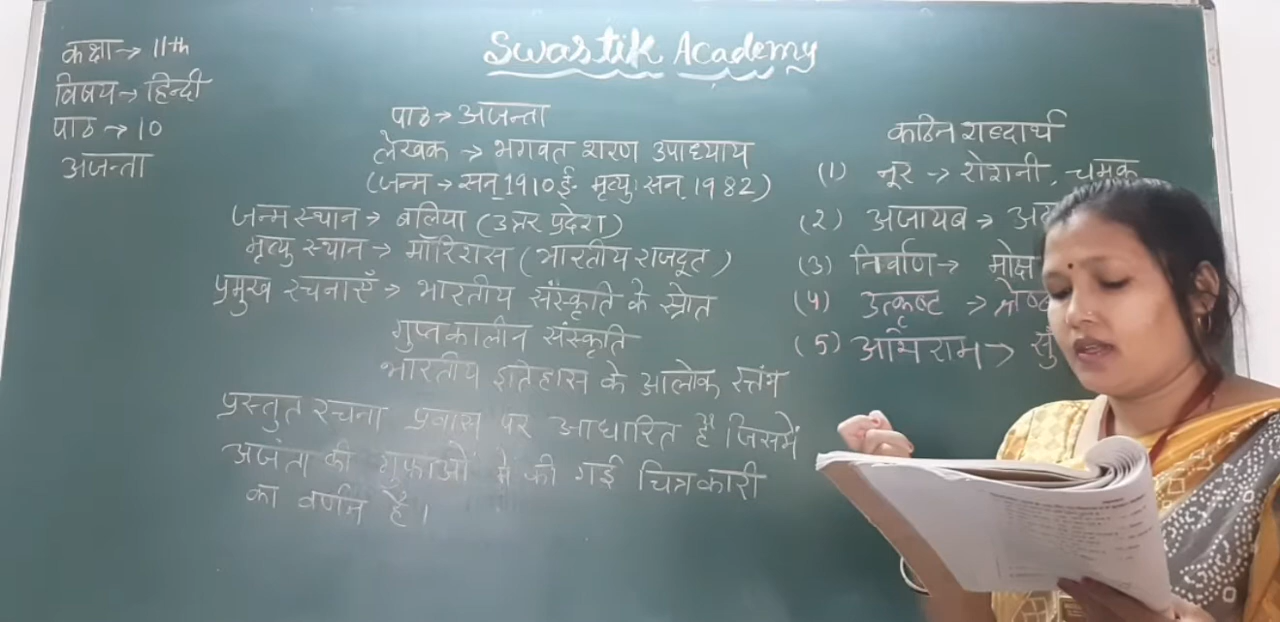 Swastik Academy
कक्षा → 11th
विषय → हिन्दी
पाठ → 10
अजन्ता
पाठ → अजन्ता
लेखक → भगवत शरण उपाध्याय
(जन्म → सन् 1910 ई. मृत्यु: सन् 1982)
जन्म स्थान → बलिया (उत्तर प्रदेश)
मृत्यु स्थान → मॉरिशस (भारतीय राजदूत)
प्रमुख रचनाएँ → भारतीय संस्कृति के स्रोत
गुप्तकालीन संस्कृति
भारतीय इतिहास के आलोक स्तंभ
प्रस्तुत रचना प्रवास पर आधारित है जिसमें
अजंता की गुफाओं में की गई चित्रकारी
का वर्णन है।
कठिन शब्दार्थ
(1) नूर → रोशनी, चमक
(2) अजायब →
(3) निर्वाण → मोक्ष
(4) उत्कृष्ट →
(5) अभिराम →